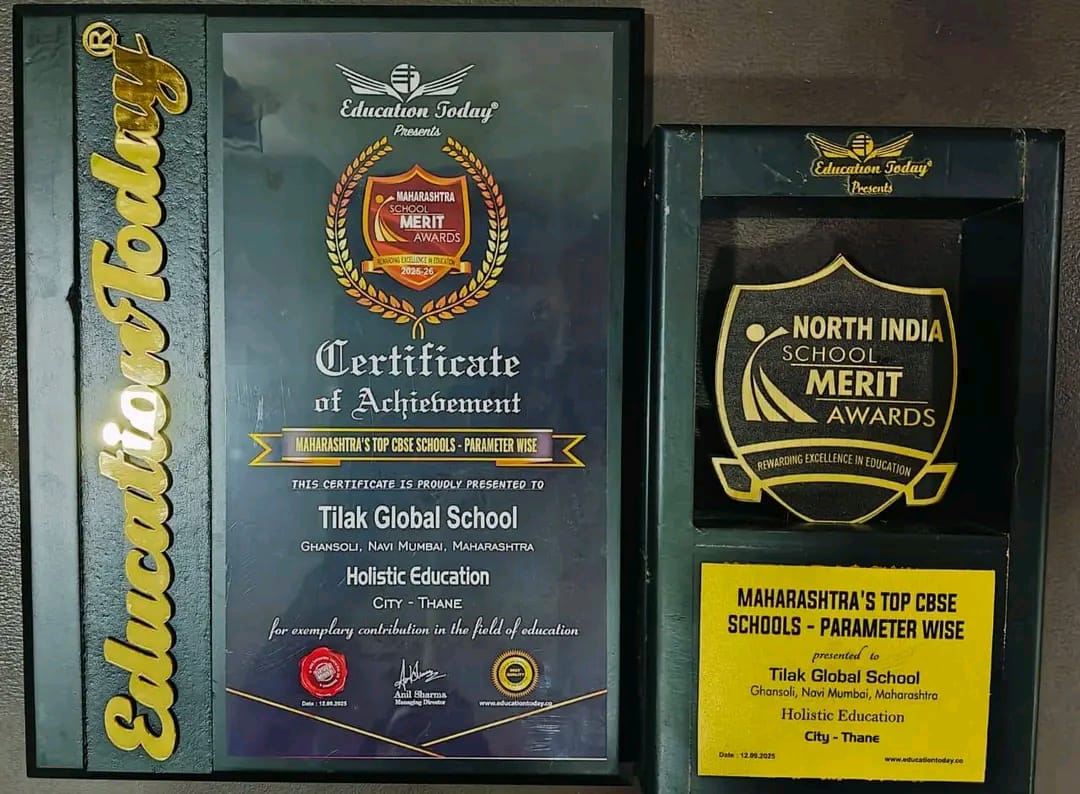 EducationToday®
Education Today®
Presents
MAHARASHTRA
SCHOOL
MERIT
AWARDS
REWARDING EXCELLENCE IN EDUCATION
2025-26
Certificate
of Achievement
MAHARASHTRA'S TOP CBSE SCHOOLS - PARAMETER WISE
THIS CERTIFICATE IS PROUDLY PRESENTED TO
Tilak Global School
GHANSOLI, NAVI MUMBAI, MAHARASHTRA
Holistic Education
CITY - THANE
for exemplary contribution in the field of education
Anil Sharma
Managing Director
Date : 12.09.2025
www.educationtoday.co
Education Today®
Presents
NORTH INDIA
SCHOOL
MERIT
AWARDS
REWARDING EXCELLENCE IN EDUCATION
MAHARASHTRA'S TOP CBSE
SCHOOLS - PARAMETER WISE
presented to
Tilak Global School
Ghansoli, Navi Mumbai, Maharashtra
Holistic Education
City - Thane
Date : 12.09.2025
www.educationtoday.co